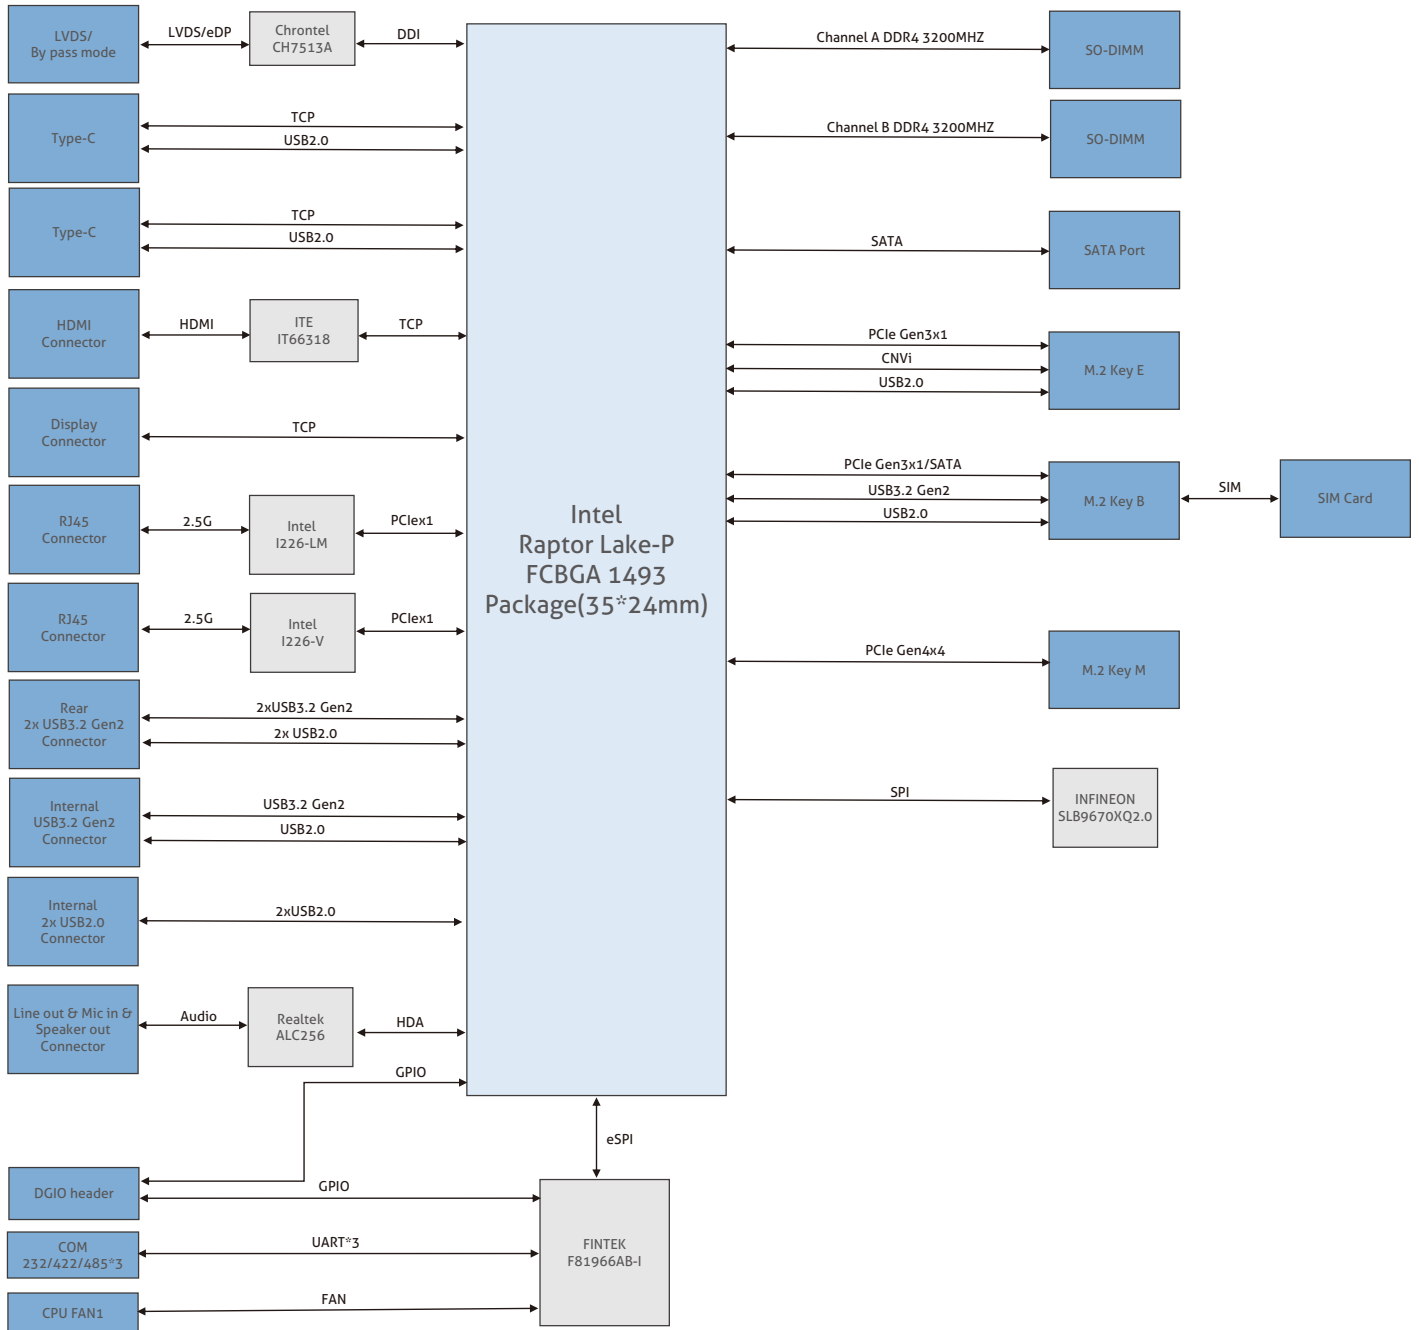 LVDS/
By pass mode
LVDS/eDP
Chrontel
CH7513A
DDI
Type-C
TCP
USB2.0
Type-C
TCP
USB2.0
HDMI
Connector
HDMI
ITE
IT66318
TCP
Display
Connector
TCP
RJ45
Connector
2.5G
Intel
I226-LM
PCIex1
RJ45
Connector
2.5G
Intel
I226-V
PCIex1
Rear
2x USB3.2 Gen2
Connector
2xUSB3.2 Gen2
2x USB2.0
Internal
USB3.2 Gen2
Connector
USB3.2 Gen2
USB2.0
Internal
2x USB2.0
Connector
2xUSB2.0
Line out & Mic in &
Speaker out
Connector
Audio
Realtek
ALC256
HDA
GPIO
DGIO header
GPIO
COM
232/422/485*3
UART*3
CPU FAN1
FAN
Intel
Raptor Lake-P
FCBGA 1493
Package(35*24mm)
eSPI
FINTEK
F81966AB-I
Channel A DDR4 3200MHZ
SO-DIMM
Channel B DDR4 3200MHZ
SO-DIMM
SATA
SATA Port
PCIe Gen3x1
CNVi
USB2.0
M.2 Key E
PCIe Gen3x1/SATA
USB3.2 Gen2
USB2.0
M.2 Key B
SIM
SIM Card
PCIe Gen4x4
M.2 Key M
SPI
INFINEON
SLB9670XQ2.0